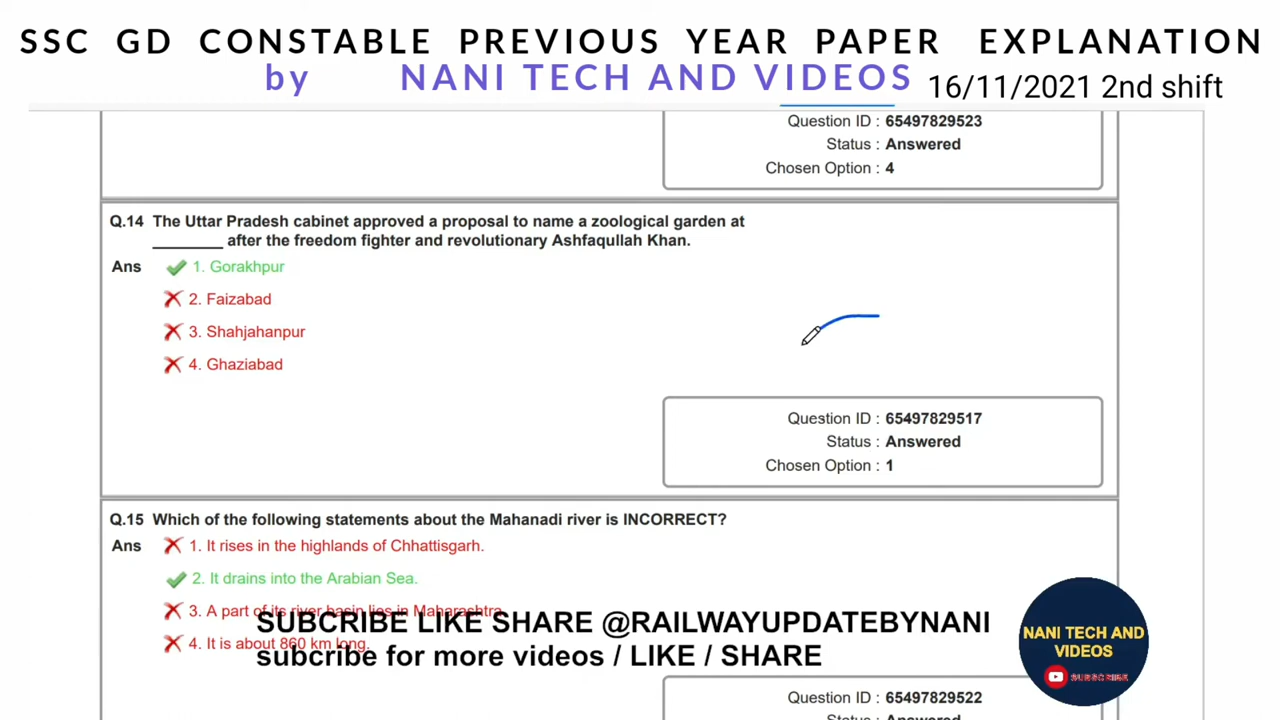 SSC GD CONSTABLE PREVIOUS YEAR PAPER EXPLANATION
by NANI TECH AND VIDEOS 16/11/2021 2nd shift
Question ID : 65497829523
Status : Answered
Chosen Option : 4
Q.14 The Uttar Pradesh cabinet approved a proposal to name a zoological garden at
________ after the freedom fighter and revolutionary Ashfaqullah Khan.
Ans 1. Gorakhpur
2. Faizabad
3. Shahjahanpur
4. Ghaziabad
Question ID : 65497829517
Status : Answered
Chosen Option : 1
Q.15 Which of the following statements about the Mahanadi river is INCORRECT?
Ans 1. It rises in the highlands of Chhattisgarh.
2. It drains into the Arabian Sea.
3. A part of its river basin lies in Maharashtra.
4. It is about 860 km long.
SUBCRIBE LIKE SHARE @RAILWAYUPDATEBYNANI
subcribe for more videos / LIKE / SHARE
NANI TECH AND
VIDEOS
Question ID : 65497829522
Status : Answered